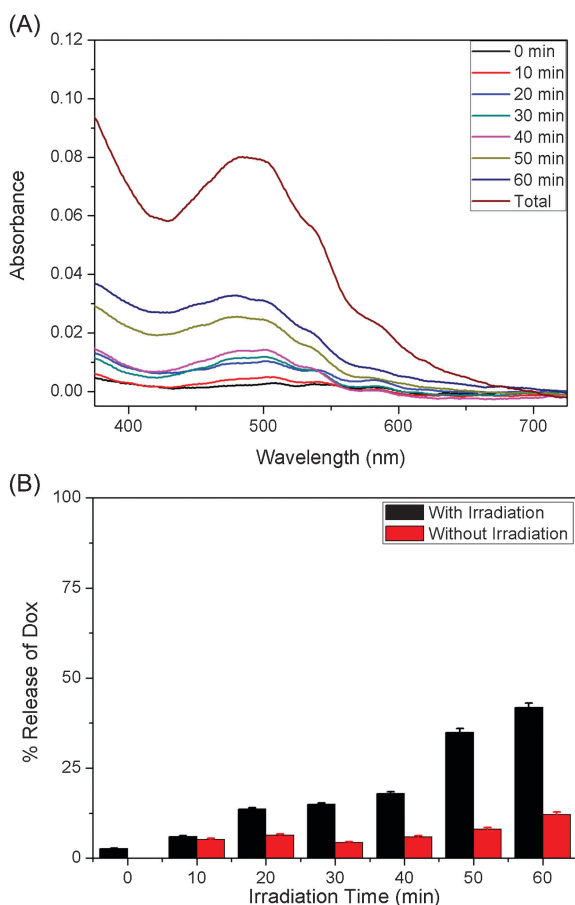 (A)
0.12
0.10
0.08
0.06
0.04
0.02
0.00
Absorbance
0 min
10 min
20 min
30 min
40 min
50 min
60 min
Total
400
500
600
700
Wavelength (nm)
(B)
100
75
50
25
0
% Release of Dox
With Irradiation
Without Irradiation
0
10
20
30
40
50
60
Irradiation Time (min)